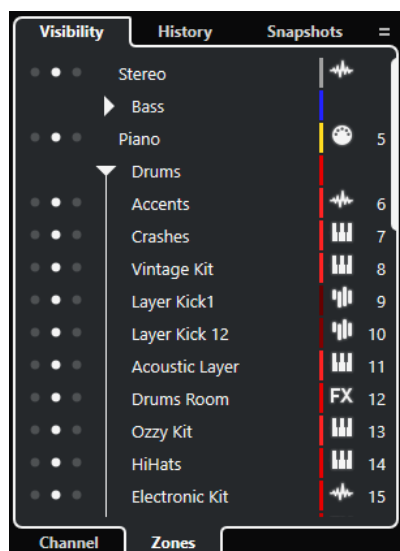 Visibility History Snapshots
Stereo
Bass
Piano 5
Drums
Accents 6
Crashes 7
Vintage Kit 8
Layer Kick1 9
Layer Kick 12 10
Acoustic Layer 11
Drums Room FX 12
Ozzy Kit 13
HiHats 14
Electronic Kit 15
Channel Zones